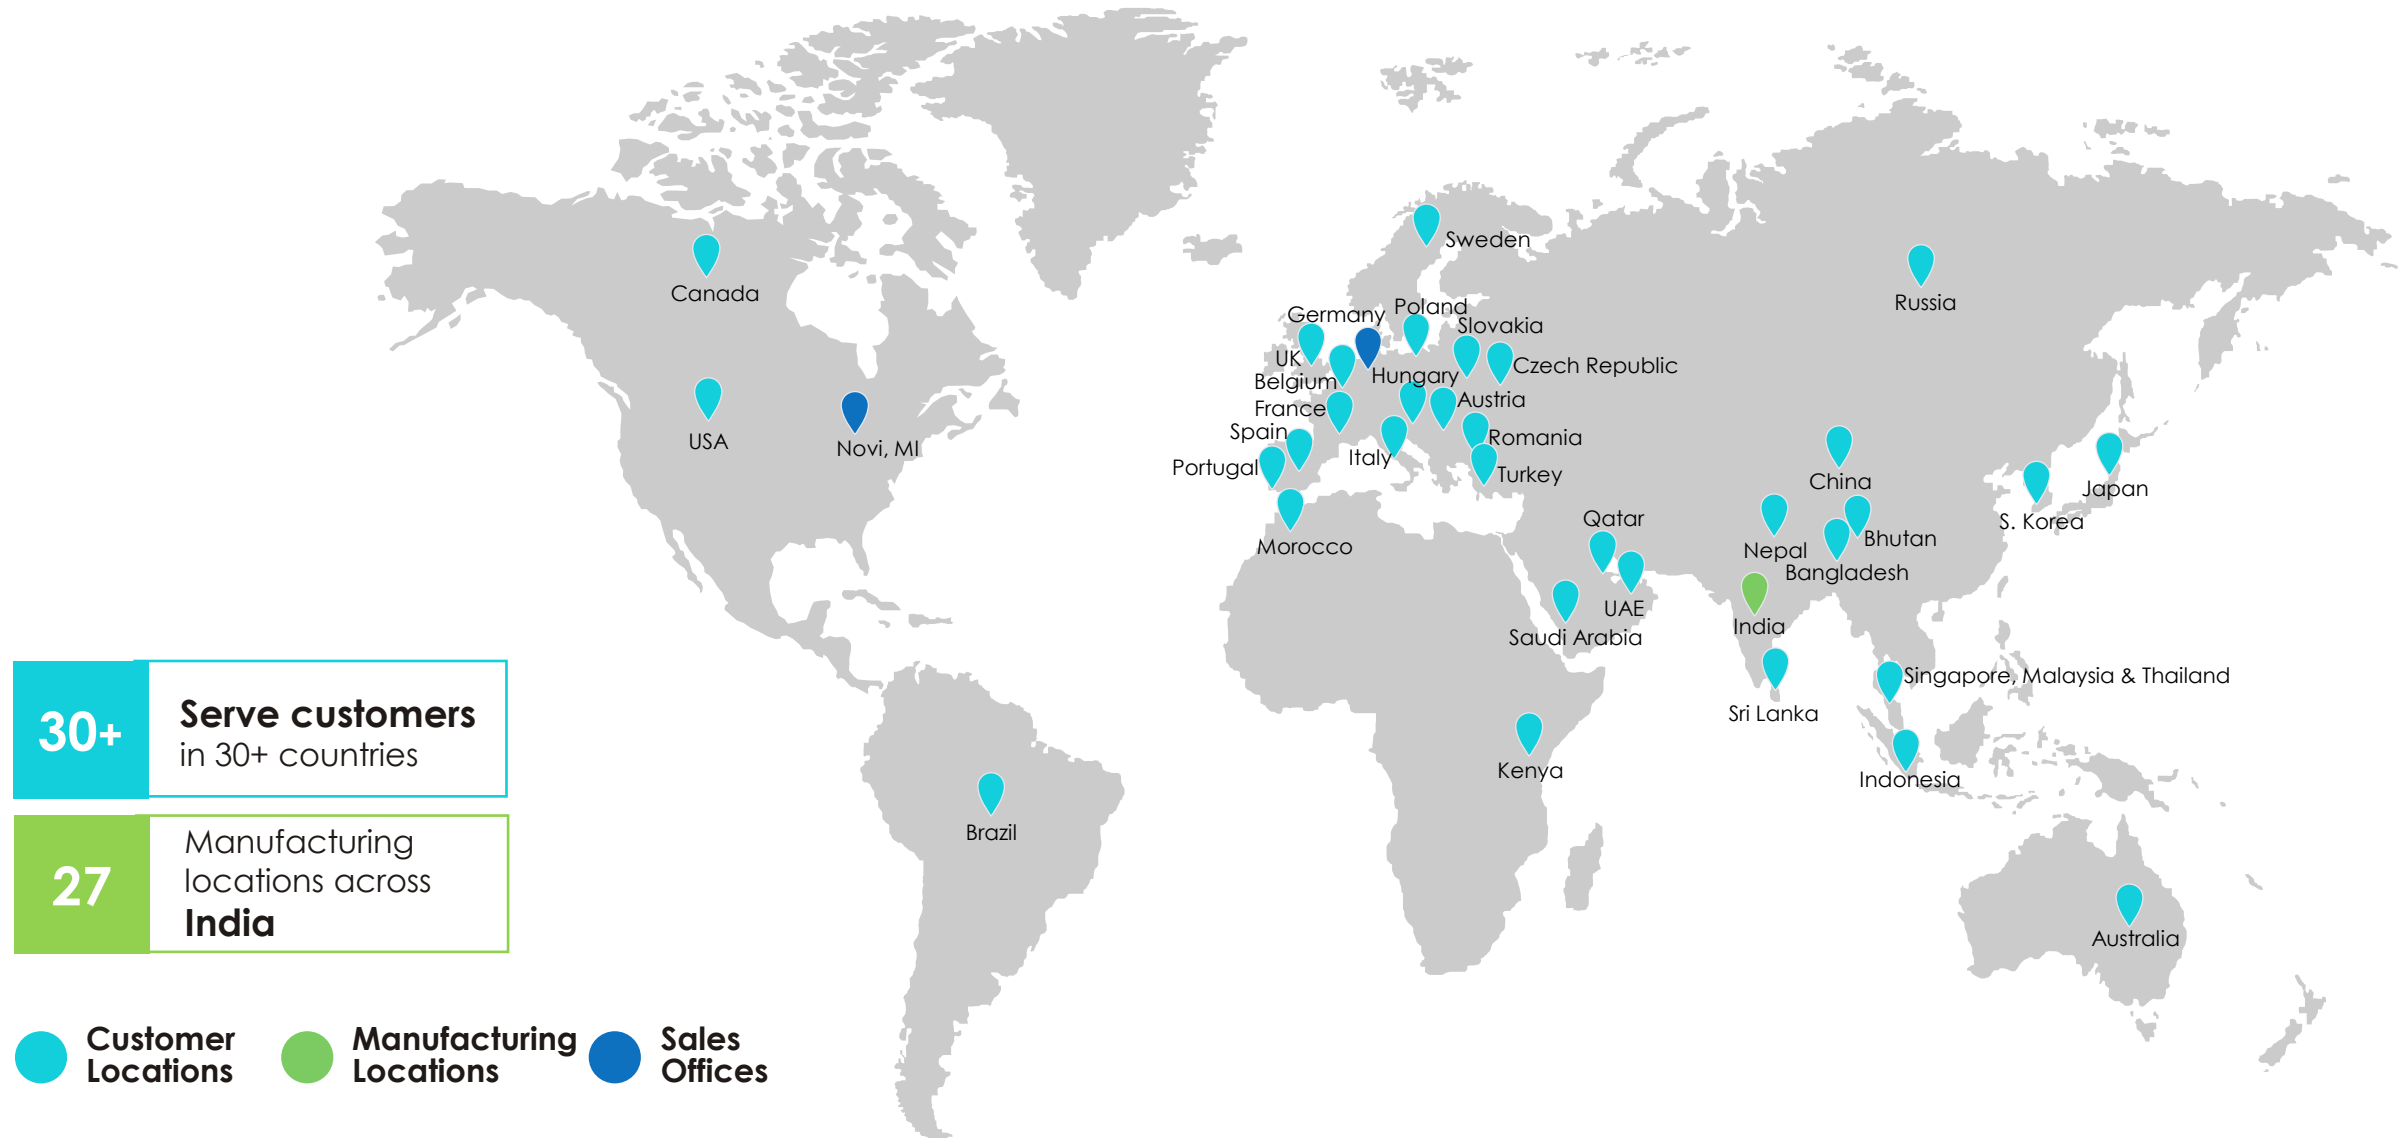 Sweden
Canada
Russia
Germany
Poland
Slovakia
UK
Czech Republic
Belgium
Hungary
France
Austria
Spain
Romania
USA
Novi, MI
Italy
Portugal
Turkey
China
Japan
Qatar
S. Korea
Morocco
Nepal
Bhutan
Bangladesh
UAE
India
Saudi Arabia
Singapore, Malaysia & Thailand
Sri Lanka
Kenya
Indonesia
Brazil
Australia
30+
Serve customers
in 30+ countries
27
Manufacturing
locations across
India
Customer
Locations
Manufacturing
Locations
Sales
Offices